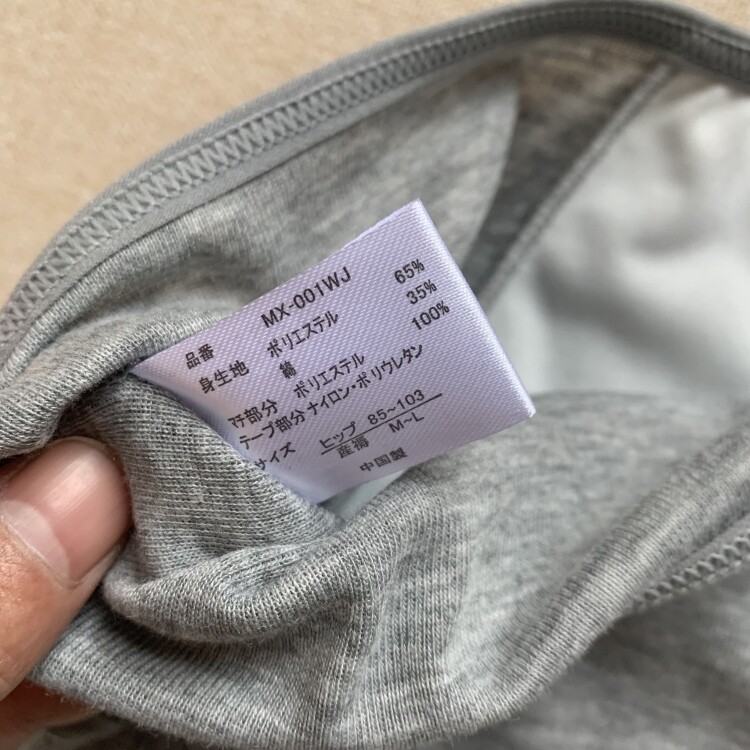 品番 MX-001WJ
身生地 ポリエステル 65%
綿 35%
部分 ポリエステル 100%
テープ部分 ナイロン・ポリウレタン
サイズ ヒップ 85~103
産褥 M~L
中国製